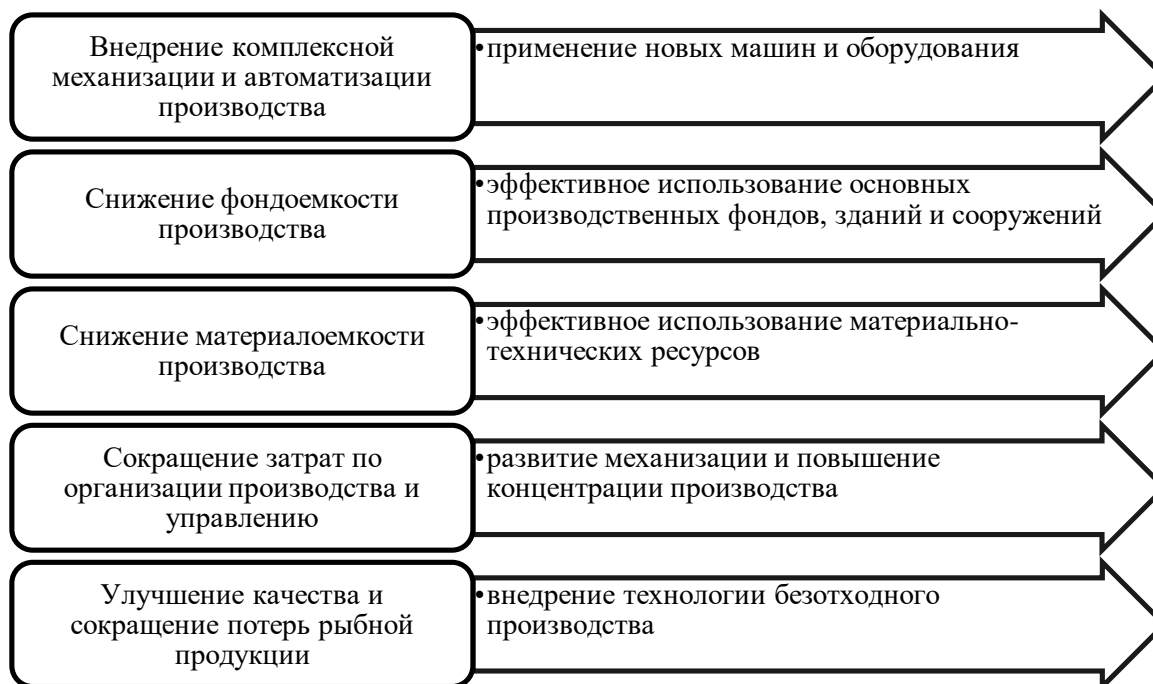 Внедрение комплексной
механизации и автоматизации
производства
•применение новых машин и оборудования
Снижение фондоемкости
производства
•эффективное использование основных
производственных фондов, зданий и сооружений
Снижение материалоемкости
производства
•эффективное использование материально-
технических ресурсов
Сокращение затрат по
организации производства и
управлению
•развитие механизации и повышение
концентрации производства
Улучшение качества и
сокращение потерь рыбной
продукции
•внедрение технологии безотходного
производства